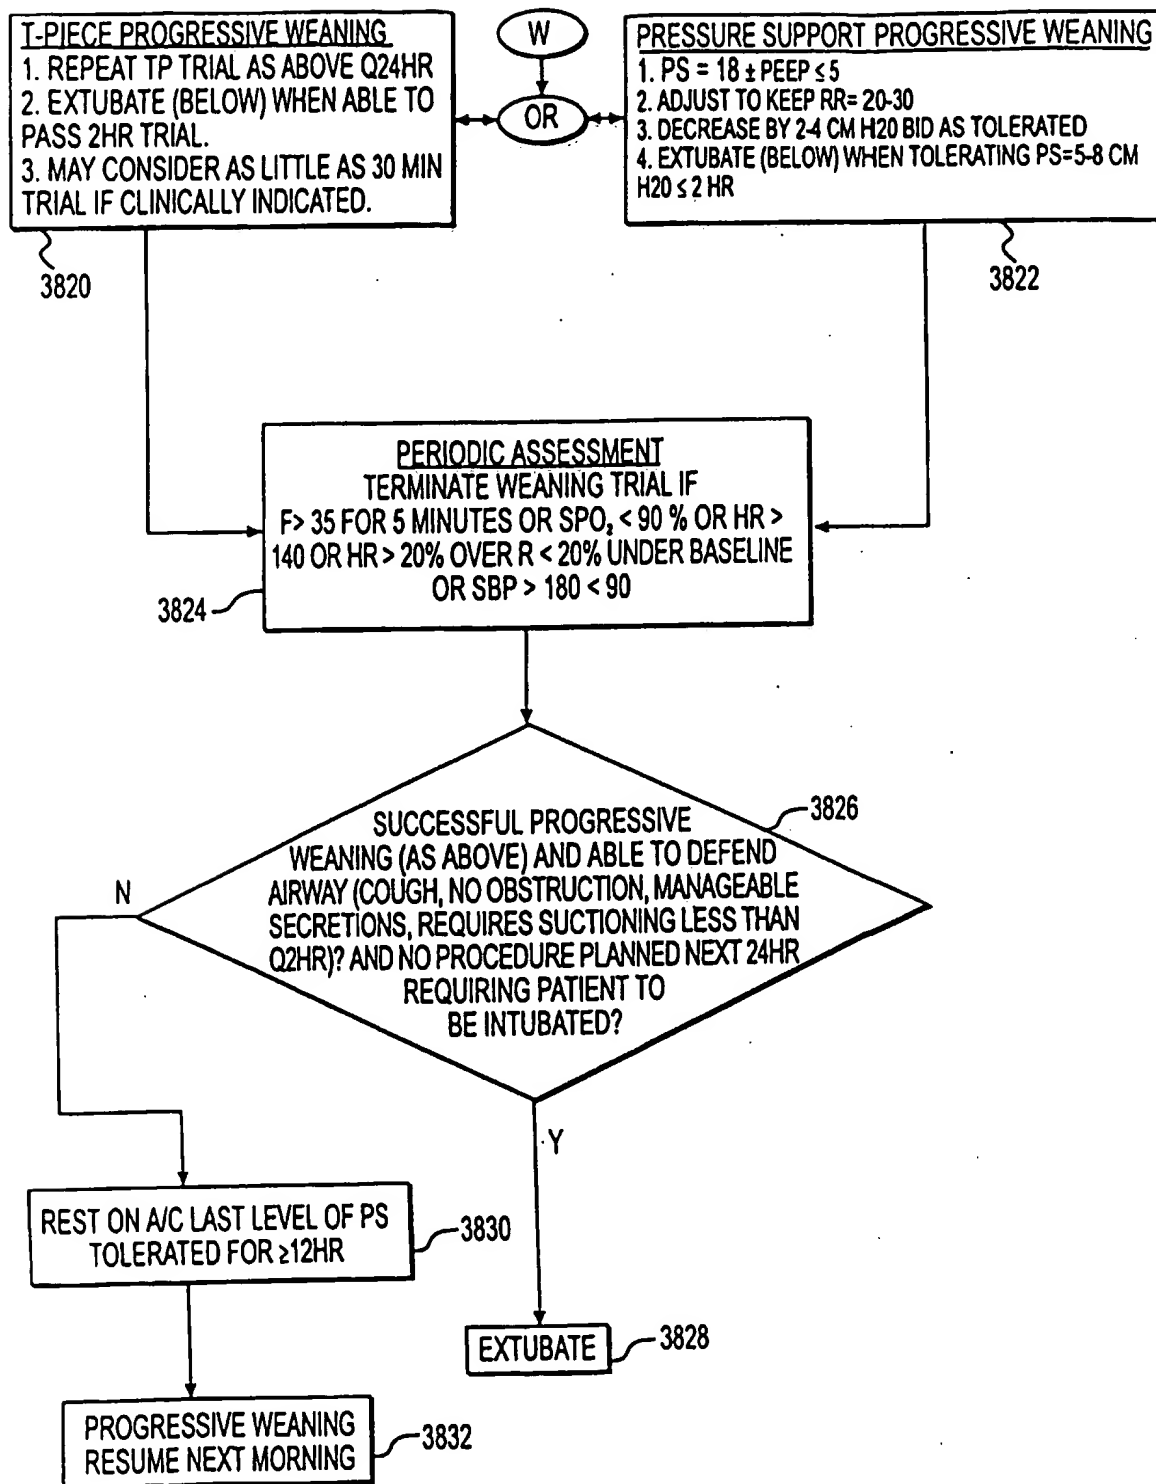 T-PIECE PROGRESSIVE WEANING
1. REPEAT TP TRIAL AS ABOVE Q24HR
2. EXTUBATE (BELOW) WHEN ABLE TO
PASS 2HR TRIAL.
3. MAY CONSIDER AS LITTLE AS 30 MIN
TRIAL IF CLINICALLY INDICATED.
3820
W
OR
PRESSURE SUPPORT PROGRESSIVE WEANING
1. PS = 18 ± PEEP ≤ 5
2. ADJUST TO KEEP RR= 20-30
3. DECREASE BY 2-4 CM H20 BID AS TOLERATED
4. EXTUBATE (BELOW) WHEN TOLERATING PS=5-8 CM
H20 ≤ 2 HR
3822
PERIODIC ASSESSMENT
TERMINATE WEANING TRIAL IF
F> 35 FOR 5 MINUTES OR SPO₂ < 90 % OR HR >
140 OR HR > 20% OVER R < 20% UNDER BASELINE
OR SBP > 180 < 90
3824
SUCCESSFUL PROGRESSIVE
WEANING (AS ABOVE) AND ABLE TO DEFEND
AIRWAY (COUGH, NO OBSTRUCTION, MANAGEABLE
SECRETIONS, REQUIRES SUCTIONING LESS THAN
Q2HR)? AND NO PROCEDURE PLANNED NEXT 24HR
REQUIRING PATIENT TO
BE INTUBATED?
3826
N
Y
REST ON A/C LAST LEVEL OF PS
TOLERATED FOR ≥12HR
3830
EXTUBATE
3828
PROGRESSIVE WEANING
RESUME NEXT MORNING
3832